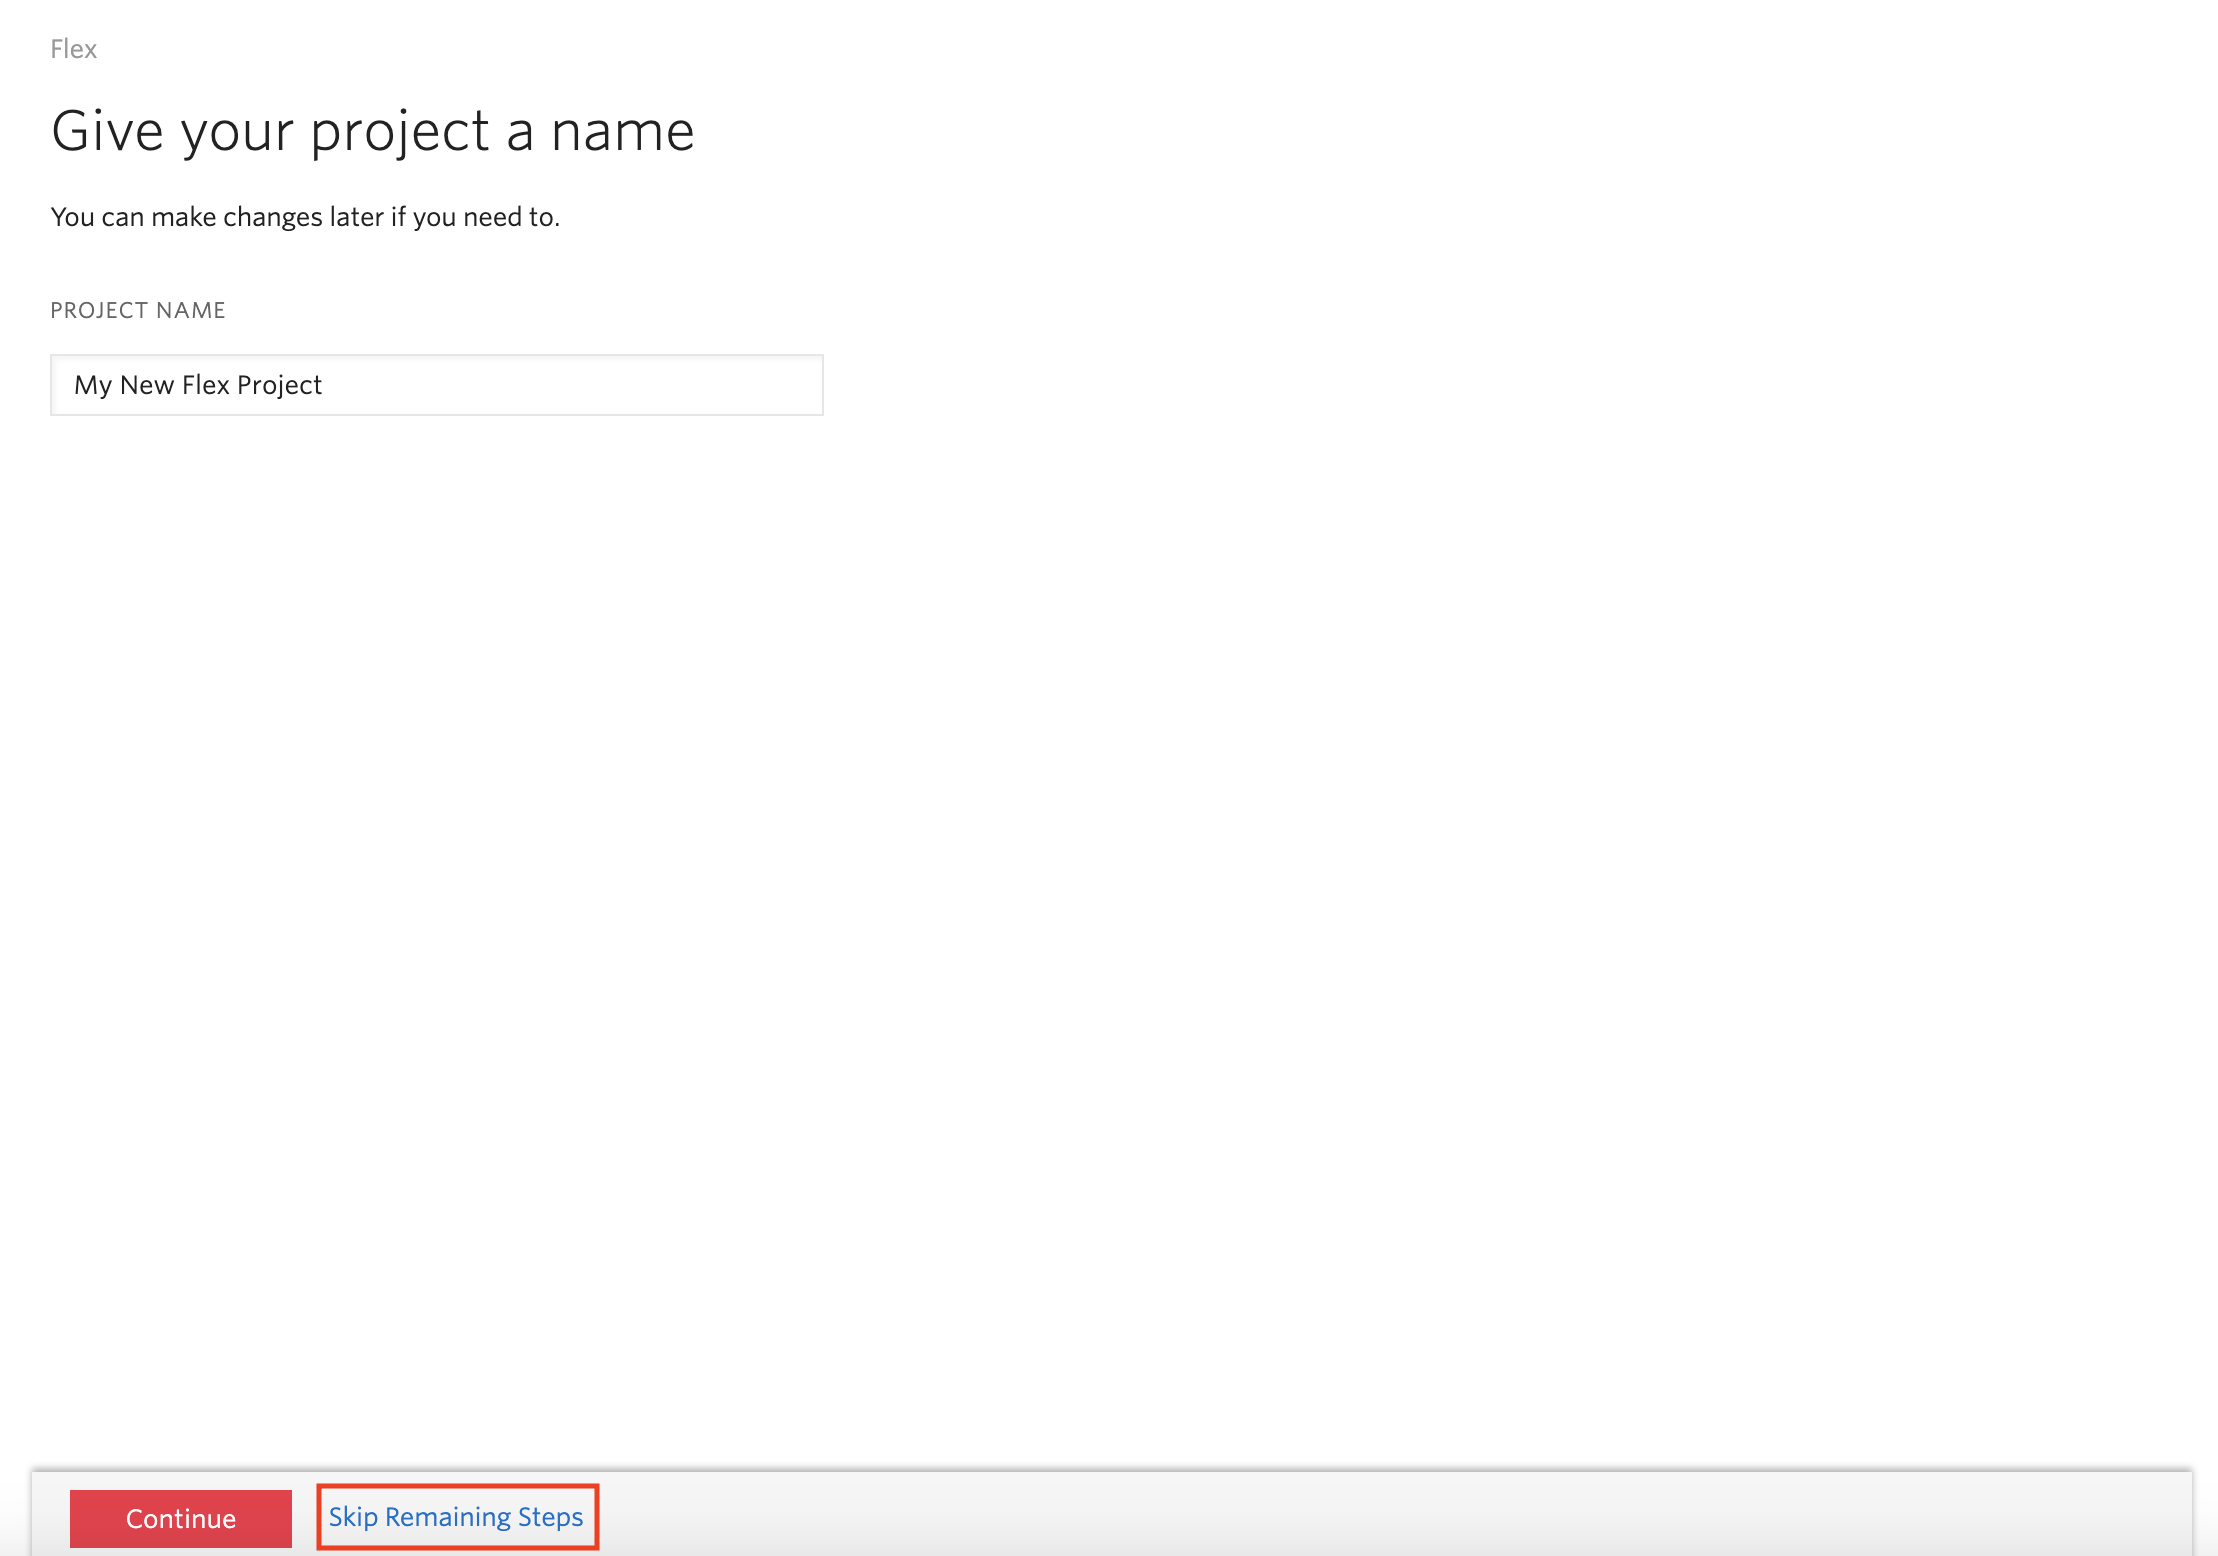 Flex
Give your project a name
You can make changes later if you need to.
PROJECT NAME
My New Flex Project
Continue
Skip Remaining Steps